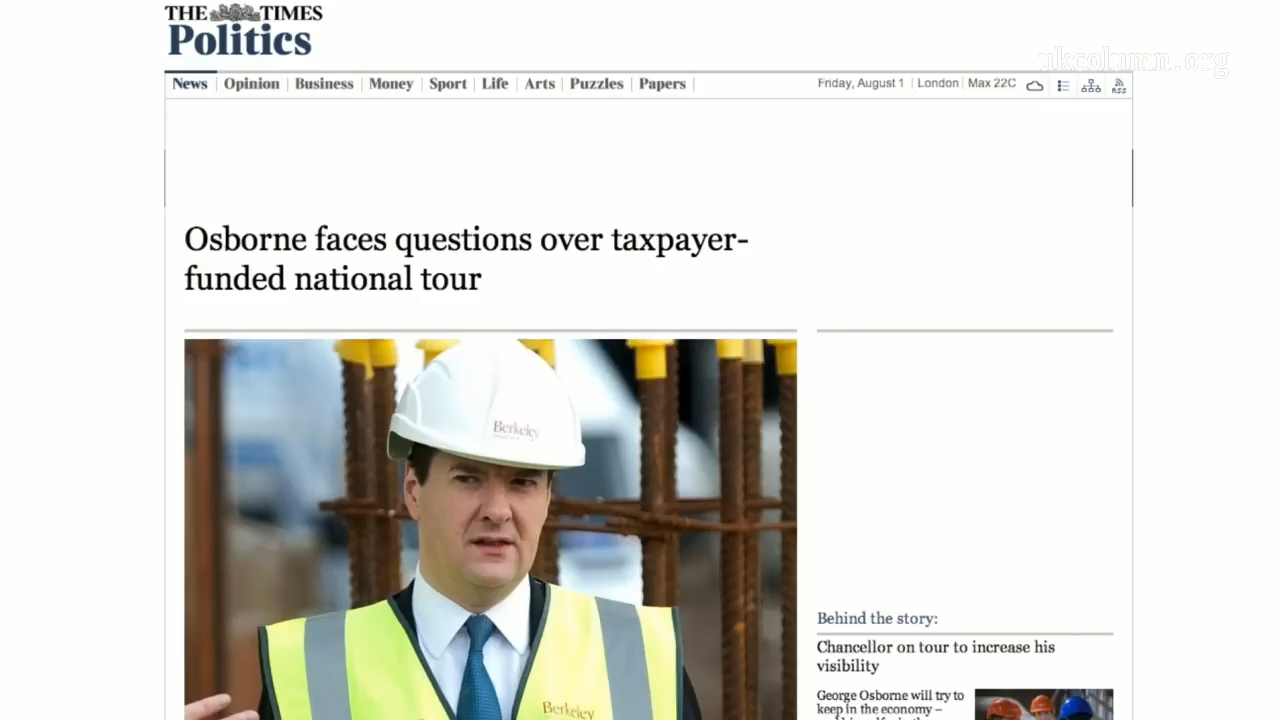 THE TIMES
Politics
ukcolumn.org
News Opinion Business Money Sport Life Arts Puzzles Papers
Friday, August 1 London Max 22C
RSS
Osborne faces questions over taxpayer-
funded national tour
Berkeley
Berkeley
Behind the story:
Chancellor on tour to increase his
visibility
George Osborne will try to
keep in the economy –